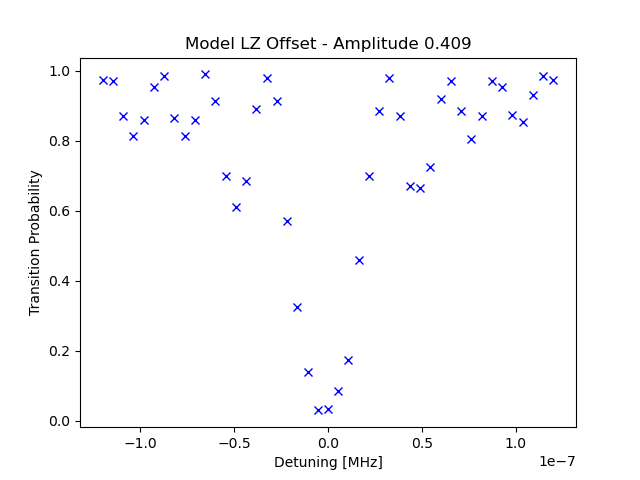 Model LZ Offset - Amplitude 0.409
1.0
0.8
0.6
0.4
0.2
0.0
Transition Probability
−1.0 −0.5 0.0 0.5 1.0
1e−7
Detuning [MHz]